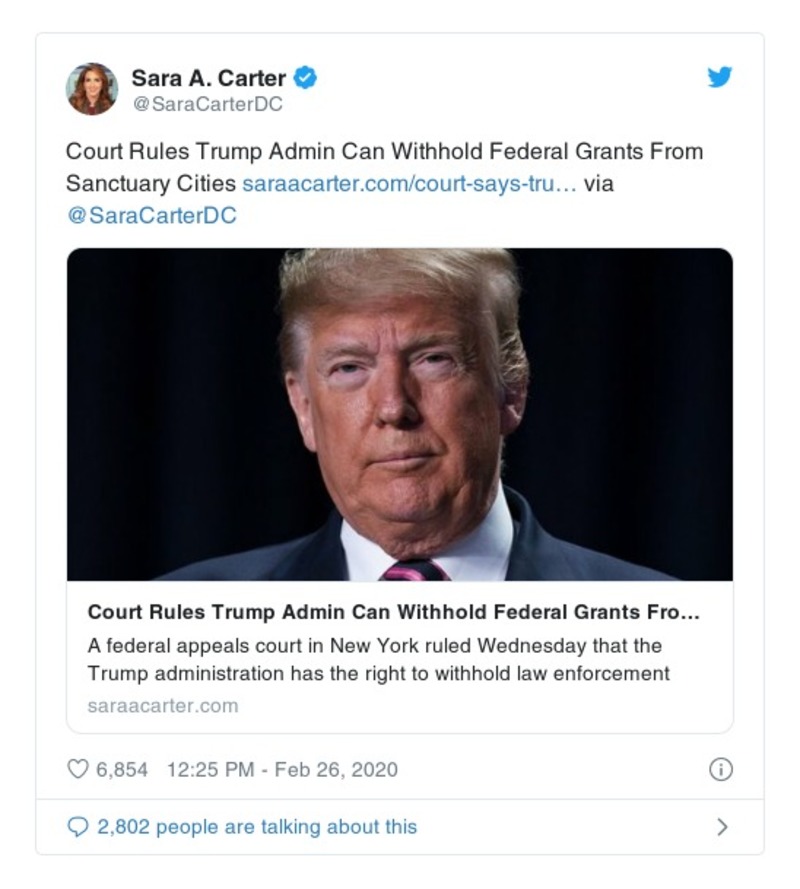 Sara A. Carter
@SaraCarterDC
Court Rules Trump Admin Can Withhold Federal Grants From
Sanctuary Cities saraacarter.com/court-says-tru… via
@SaraCarterDC
Court Rules Trump Admin Can Withhold Federal Grants Fro…
A federal appeals court in New York ruled Wednesday that the
Trump administration has the right to withhold law enforcement
saraacarter.com
6,854 12:25 PM - Feb 26, 2020
2,802 people are talking about this